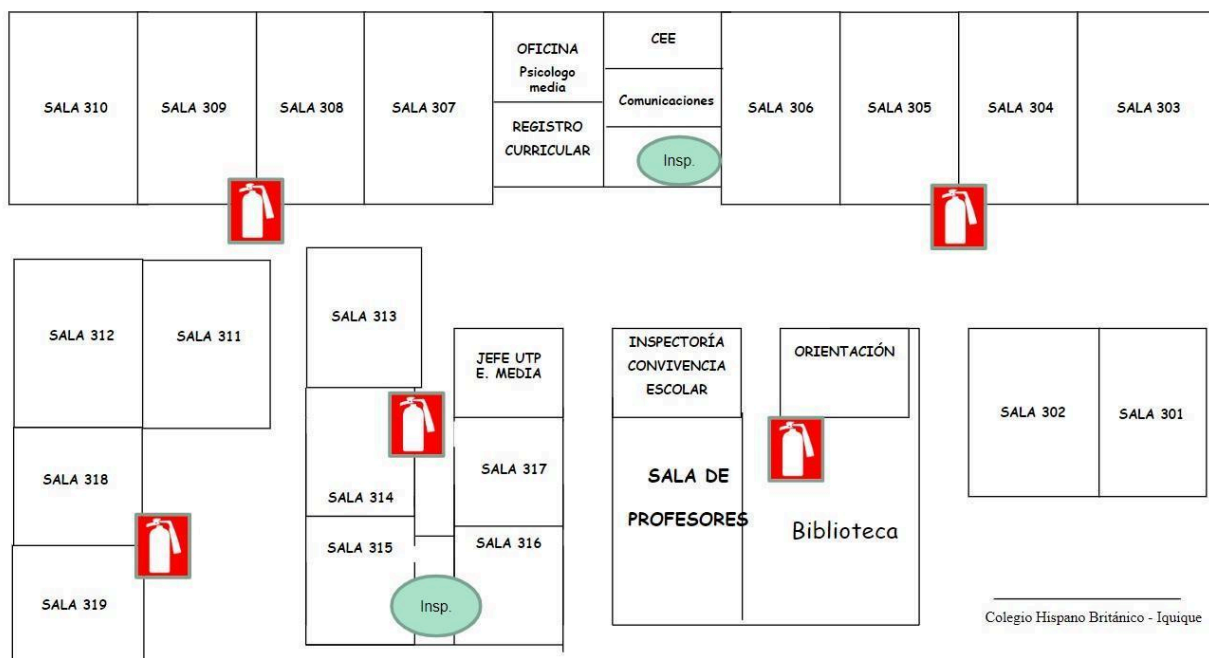 SALA 310
SALA 309
SALA 308
SALA 307
OFICINA
Psicologo
media
REGISTRO
CURRICULAR
CEE
Comunicaciones
Insp.
SALA 306
SALA 305
SALA 304
SALA 303
SALA 312
SALA 311
SALA 313
JEFE UTP
E. MEDIA
INSPECTORÍA
CONVIVENCIA
ESCOLAR
ORIENTACIÓN
SALA 302
SALA 301
SALA 318
SALA 314
SALA 317
SALA DE
PROFESORES
Biblioteca
SALA 315
SALA 316
SALA 319
Insp.
Colegio Hispano Británico - Iquique